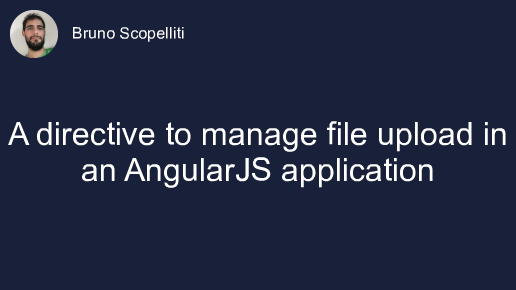 Bruno Scopelliti
A directive to manage file upload in
an AngularJS application